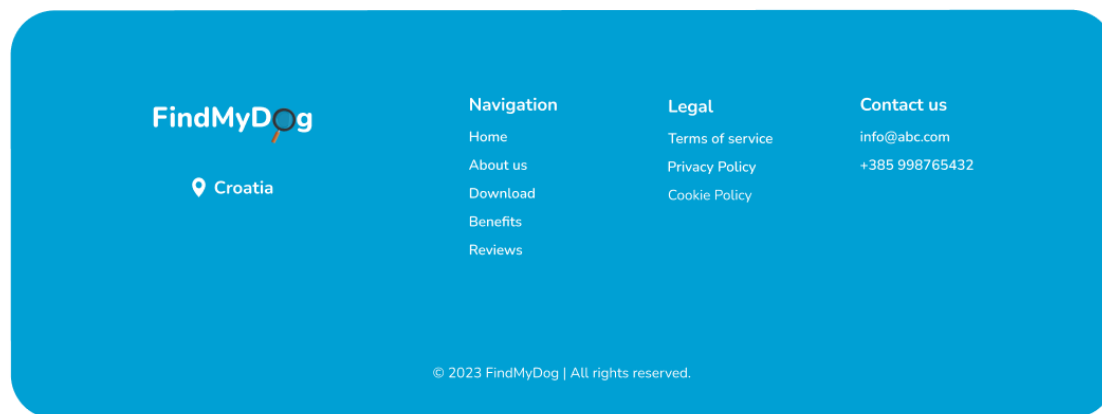 FindMyDog
Croatia
Navigation
Home
About us
Download
Benefits
Reviews
Legal
Terms of service
Privacy Policy
Cookie Policy
Contact us
info@abc.com
+385 998765432
© 2023 FindMyDog | All rights reserved.